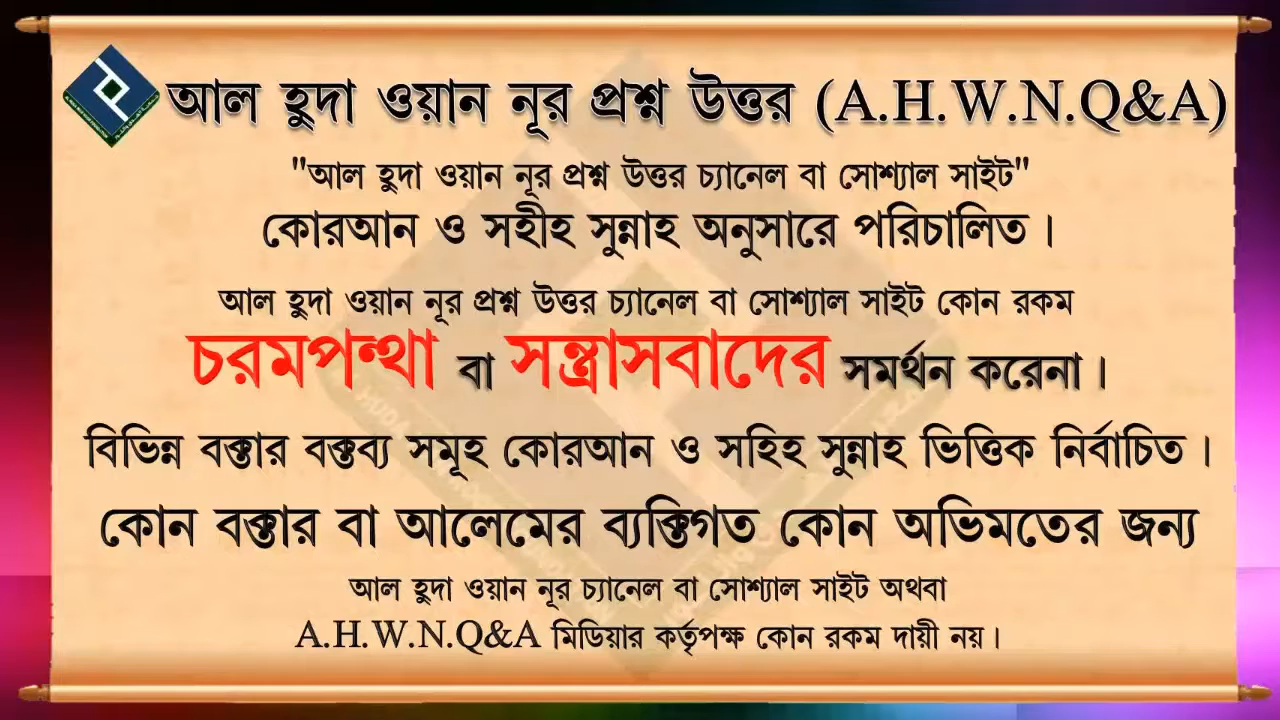 আল হুদা ওয়ান নূর প্রশ্ন উত্তর (A.H.W.N.Q&A)
"আল হুদা ওয়ান নূর প্রশ্ন উত্তর চ্যানেল বা সোশ্যাল সাইট"
কোরআন ও সহীহ সুন্নাহ অনুসারে পরিচালিত ।
আল হুদা ওয়ান নূর প্রশ্ন উত্তর চ্যানেল বা সোশ্যাল সাইট কোন রকম
চরমপন্থা বা সন্ত্রাসবাদের সমর্থন করেনা ।
বিভিন্ন বক্তার বক্তব্য সমূহ কোরআন ও সহিহ সুন্নাহ ভিত্তিক নির্বাচিত ।
কোন বক্তার বা আলেমের ব্যক্তিগত কোন অভিমতের জন্য
আল হুদা ওয়ান নূর চ্যানেল বা সোশ্যাল সাইট অথবা
A.H.W.N.Q&A মিডিয়ার কর্তৃপক্ষ কোন রকম দায়ী নয় ।